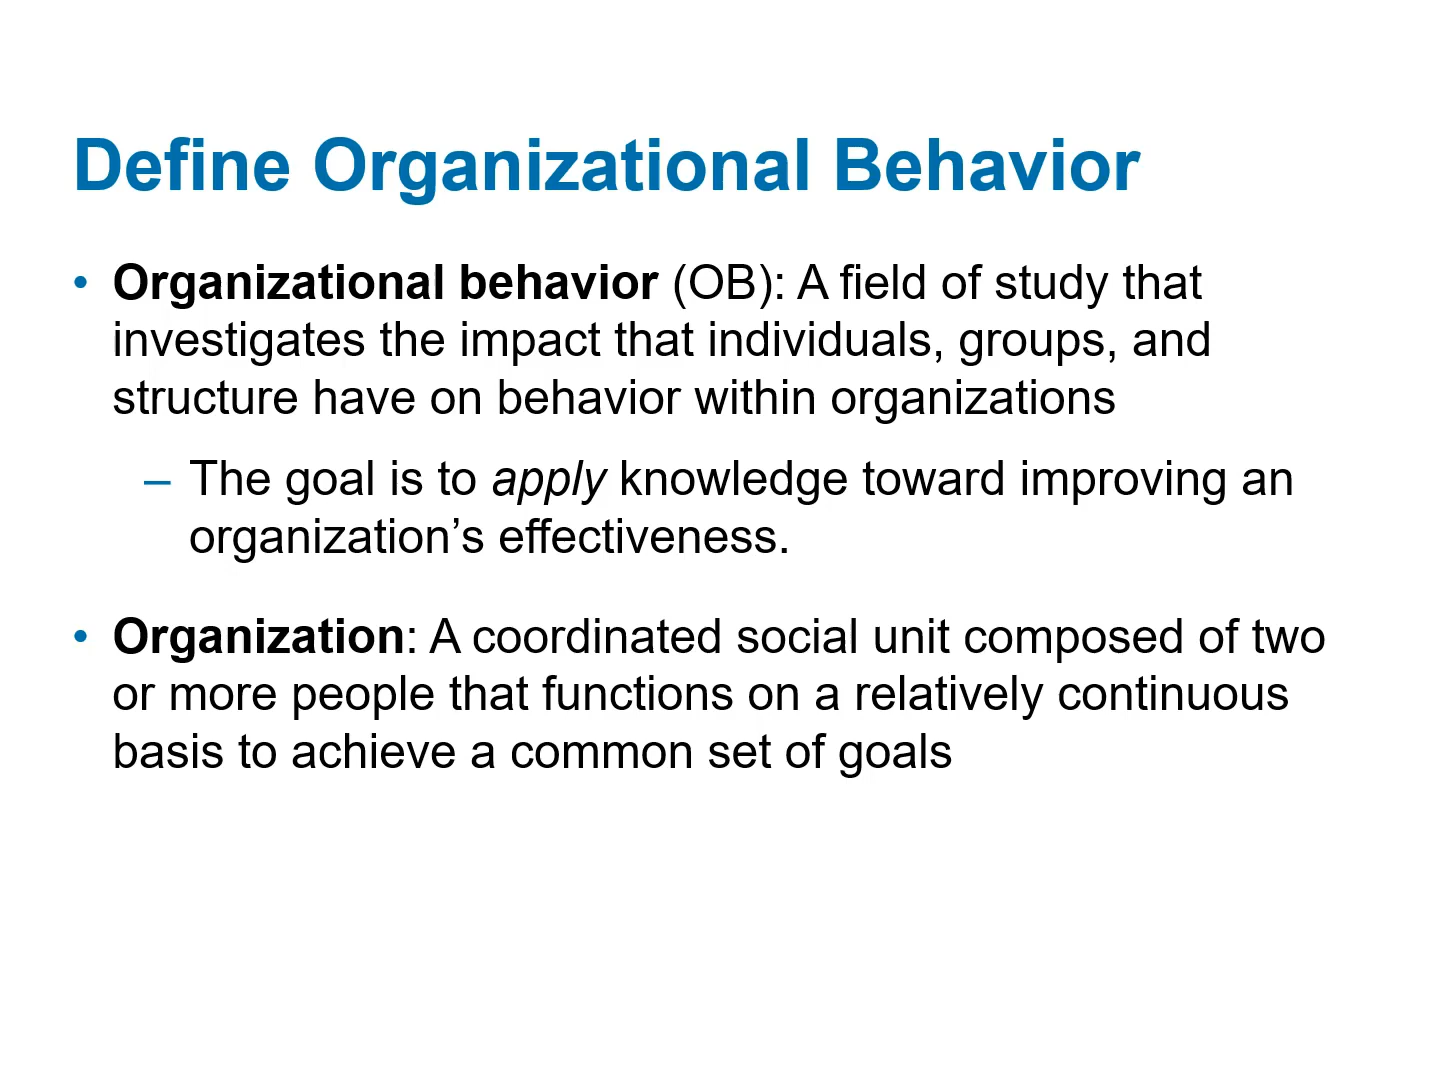 Define Organizational Behavior
• Organizational behavior (OB): A field of study that
investigates the impact that individuals, groups, and
structure have on behavior within organizations
– The goal is to apply knowledge toward improving an
organization’s effectiveness.
• Organization: A coordinated social unit composed of two
or more people that functions on a relatively continuous
basis to achieve a common set of goals